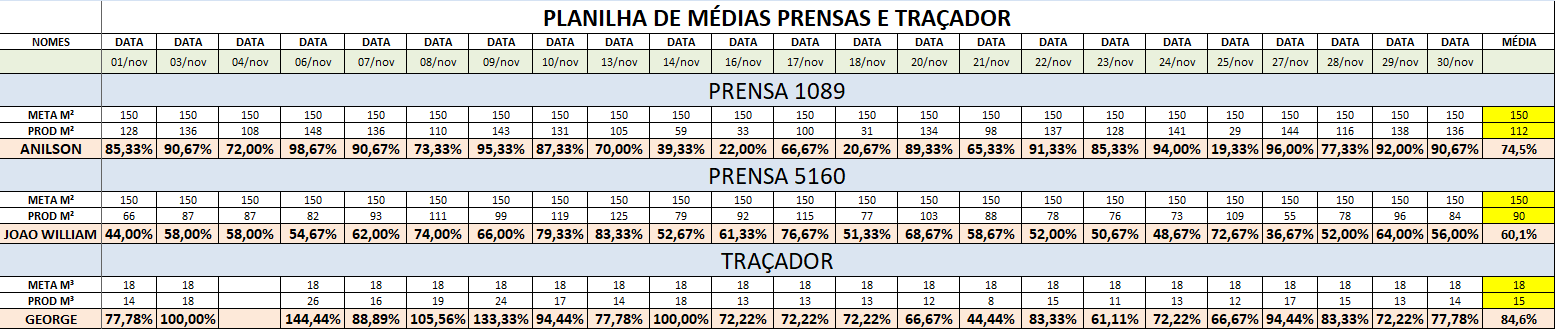 PLANILHA DE MÉDIAS PRENSAS E TRAÇADOR
NOMES DATA DATA DATA DATA DATA DATA DATA DATA DATA DATA DATA DATA DATA DATA DATA DATA DATA DATA DATA DATA DATA DATA DATA MÉDIA
01/nov 03/nov 04/nov 06/nov 07/nov 08/nov 09/nov 10/nov 13/nov 14/nov 16/nov 17/nov 18/nov 20/nov 21/nov 22/nov 23/nov 24/nov 25/nov 27/nov 28/nov 29/nov 30/nov
PRENSA 1089
META M² 150 150 150 150 150 150 150 150 150 150 150 150 150 150 150 150 150 150 150 150 150 150 150 150
PROD M² 128 136 108 148 136 110 143 131 105 59 33 100 31 134 98 137 128 141 29 144 116 138 136 112
ANILSON 85,33% 90,67% 72,00% 98,67% 90,67% 73,33% 95,33% 87,33% 70,00% 39,33% 22,00% 66,67% 20,67% 89,33% 65,33% 91,33% 85,33% 94,00% 19,33% 96,00% 77,33% 92,00% 90,67% 74,5%
PRENSA 5160
META M² 150 150 150 150 150 150 150 150 150 150 150 150 150 150 150 150 150 150 150 150 150 150 150 150
PROD M² 66 87 87 82 93 111 99 119 125 79 92 115 77 103 88 78 76 73 109 55 78 96 84 90
JOAO WILLIAM 44,00% 58,00% 58,00% 54,67% 62,00% 74,00% 66,00% 79,33% 83,33% 52,67% 61,33% 76,67% 51,33% 68,67% 58,67% 52,00% 50,67% 48,67% 72,67% 36,67% 52,00% 64,00% 56,00% 60,1%
TRAÇADOR
META M³ 18 18 18 18 18 18 18 18 18 18 18 18 18 18 18 18 18 18 18 18 18 18 18
PROD M³ 14 18 26 16 19 24 17 14 18 13 13 13 12 8 15 11 13 12 17 15 13 14 15
GEORGE 77,78% 100,00% 144,44% 88,89% 105,56% 133,33% 94,44% 77,78% 100,00% 72,22% 72,22% 72,22% 66,67% 44,44% 83,33% 61,11% 72,22% 66,67% 94,44% 83,33% 72,22% 77,78% 84,6%